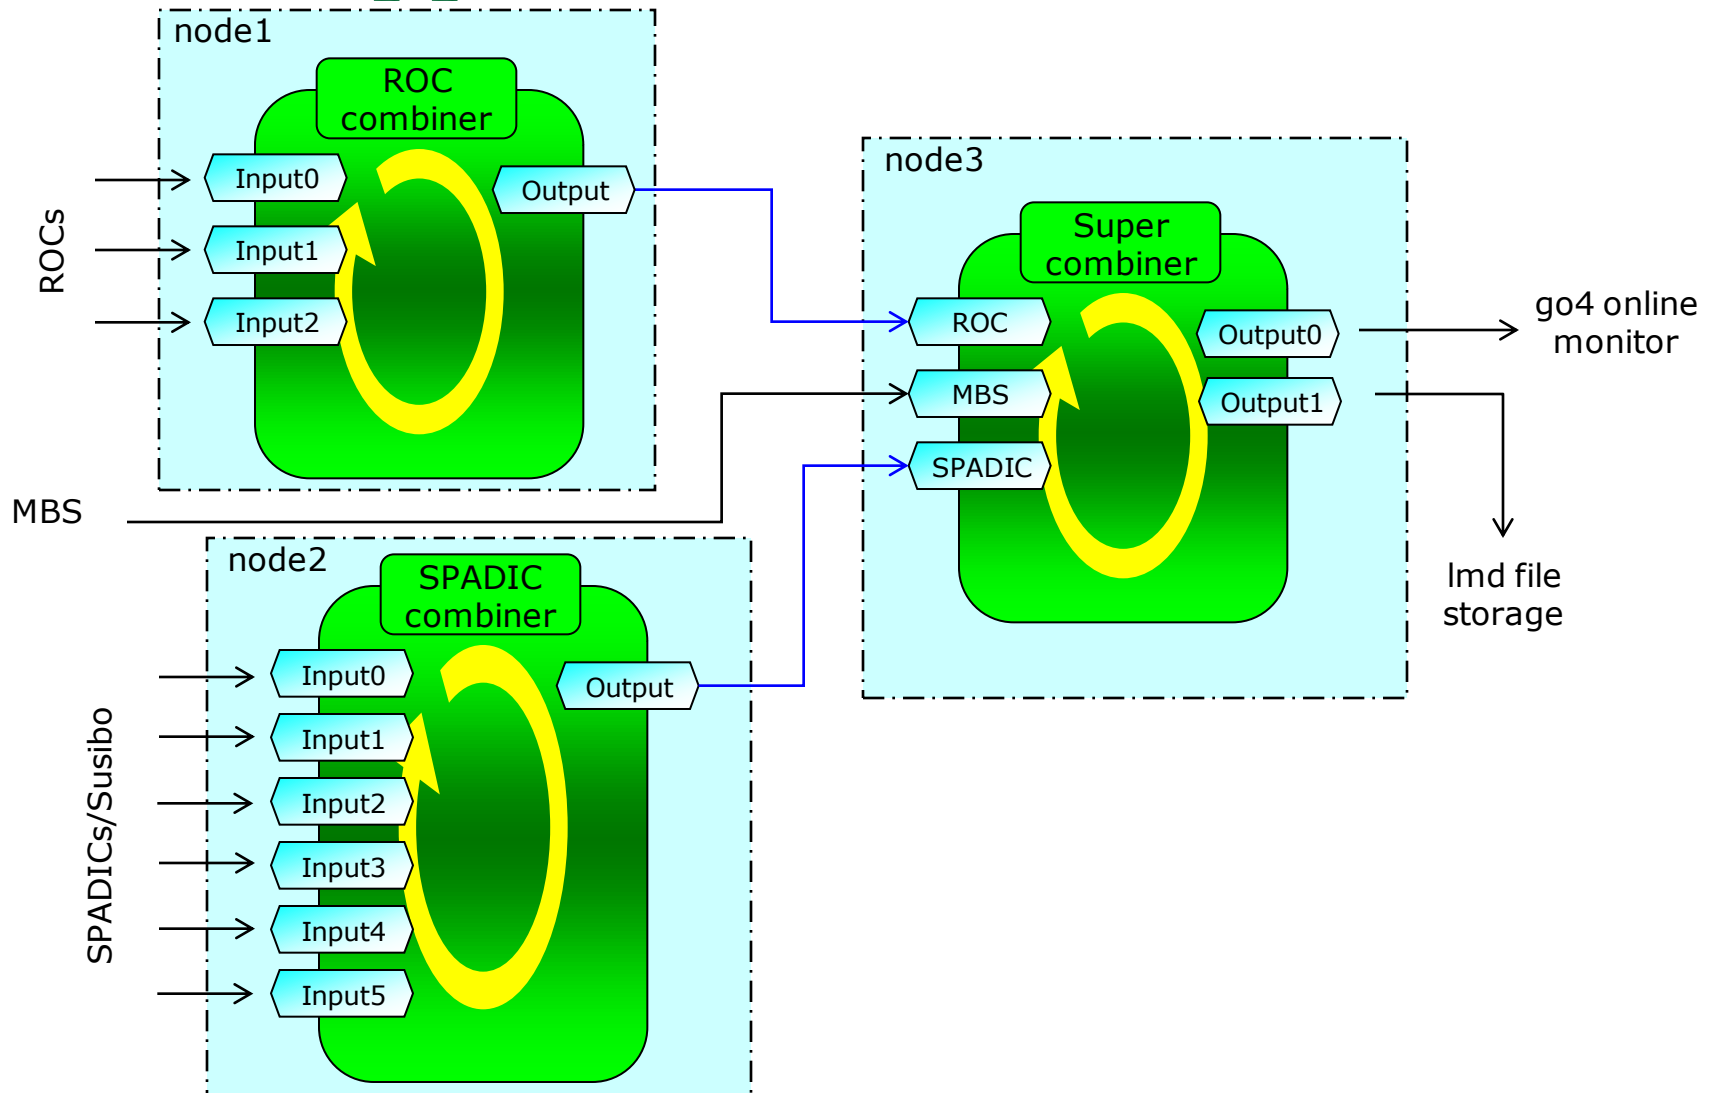 node1
ROC
combiner
Input0
Output
Input1
Input2
ROCs
node3
Super
combiner
ROC
Output0
MBS
Output1
SPADIC
go4 online
monitor
lmd file
storage
MBS
node2
SPADIC
combiner
Input0
Output
Input1
Input2
Input3
Input4
Input5
SPADICs/Susibo